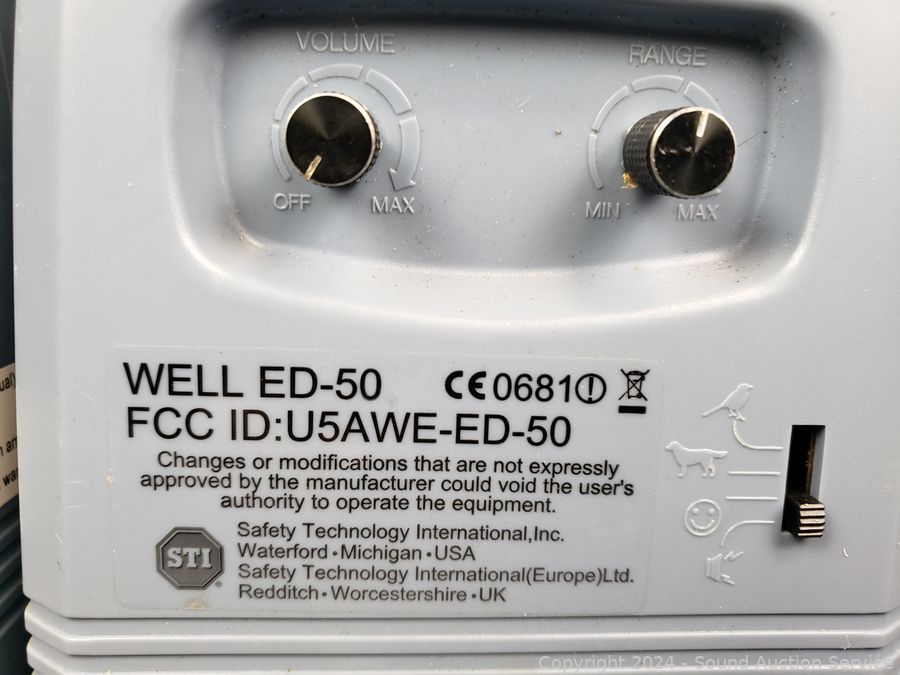 VOLUME
OFF
MAX
RANGE
MIN
MAX
WELL ED-50
CE0681
FCC ID:U5AWE-ED-50
Changes or modifications that are not expressly
approved by the manufacturer could void the user's
authority to operate the equipment.
STI
Safety Technology International,Inc.
Waterford•Michigan•USA
Safety Technology International(Europe)Ltd.
Redditch•Worcestershire•UK
Copyright 2024 - Sound Auction Service